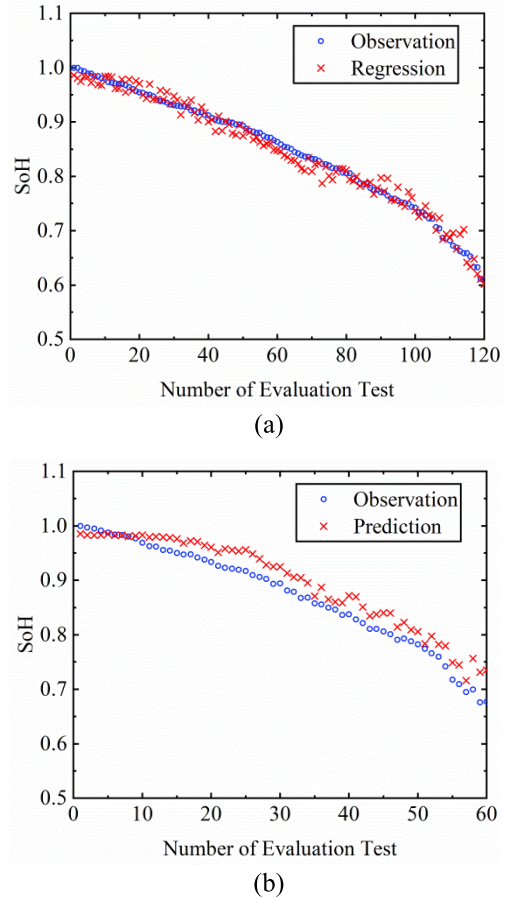 1.1
1.0
0.9
0.8
0.7
0.6
0.5
SoH
Observation
Regression
0 20 40 60 80 100 120
Number of Evaluation Test
(a)
1.1
1.0
0.9
0.8
0.7
0.6
0.5
SoH
Observation
Prediction
0 10 20 30 40 50 60
Number of Evaluation Test
(b)